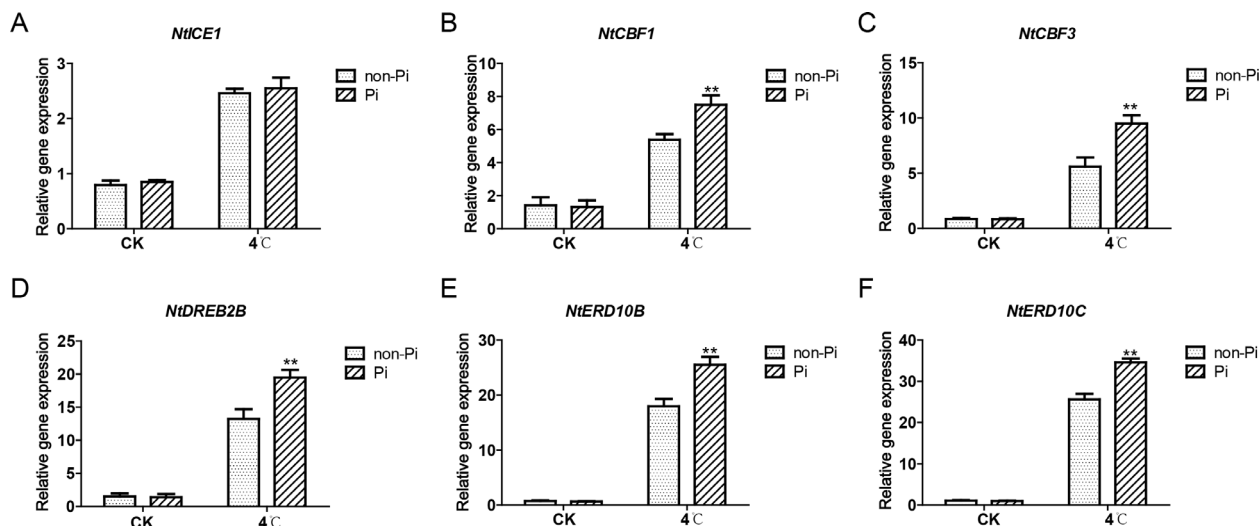 A
NtICE1
Relative gene expression
3
2
1
0
CK
4℃
non-Pi
Pi
B
NtCBF1
Relative gene expression
10
8
6
4
2
0
**
CK
4℃
non-Pi
Pi
C
NtCBF3
Relative gene expression
15
10
5
0
**
CK
4℃
non-Pi
Pi
D
NtDREB2B
Relative gene expression
25
20
15
10
5
0
**
CK
4℃
non-Pi
Pi
E
NtERD10B
Relative gene expression
30
20
10
0
**
CK
4℃
non-Pi
Pi
F
NtERD10C
Relative gene expression
40
30
20
10
0
**
CK
4℃
non-Pi
Pi